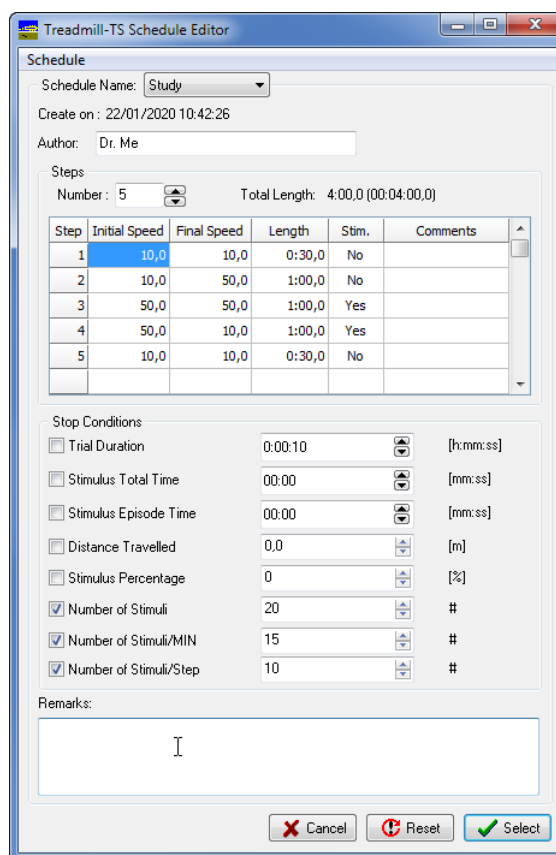 Treadmill-TS Schedule Editor
Schedule
Schedule Name: Study
Create on : 22/01/2020 10:42:26
Author: Dr. Me
Steps
Number : 5 Total Length: 4:00,0 (00:04:00,0)
Step Initial Speed Final Speed Length Stim. Comments
1 10,0 10,0 0:30,0 No
2 10,0 50,0 1:00,0 No
3 50,0 50,0 1:00,0 Yes
4 50,0 10,0 1:00,0 Yes
5 10,0 10,0 0:30,0 No
Stop Conditions
Trial Duration 0:00:10 [h:mm:ss]
Stimulus Total Time 00:00 [mm:ss]
Stimulus Episode Time 00:00 [mm:ss]
Distance Travelled 0,0 [m]
Stimulus Percentage 0 [%]
Number of Stimuli 20 #
Number of Stimuli/MIN 15 #
Number of Stimuli/Step 10 #
Remarks:
Cancel Reset Select